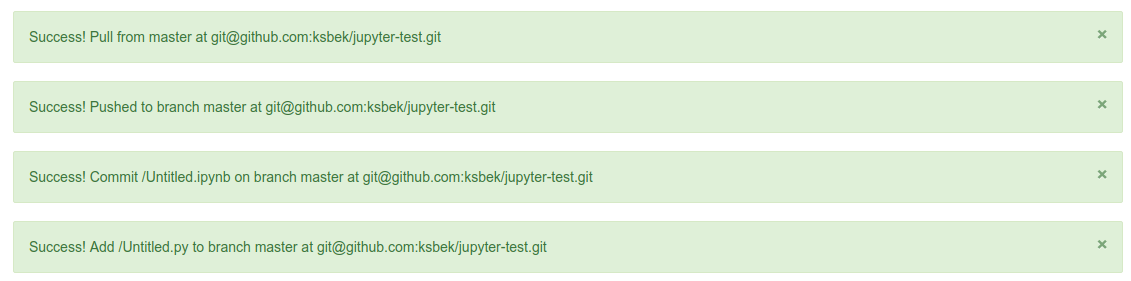 Success! Pull from master at git@github.com:ksbek/jupyter-test.git ×
Success! Pushed to branch master at git@github.com:ksbek/jupyter-test.git ×
Success! Commit /Untitled.ipynb on branch master at git@github.com:ksbek/jupyter-test.git ×
Success! Add /Untitled.py to branch master at git@github.com:ksbek/jupyter-test.git ×